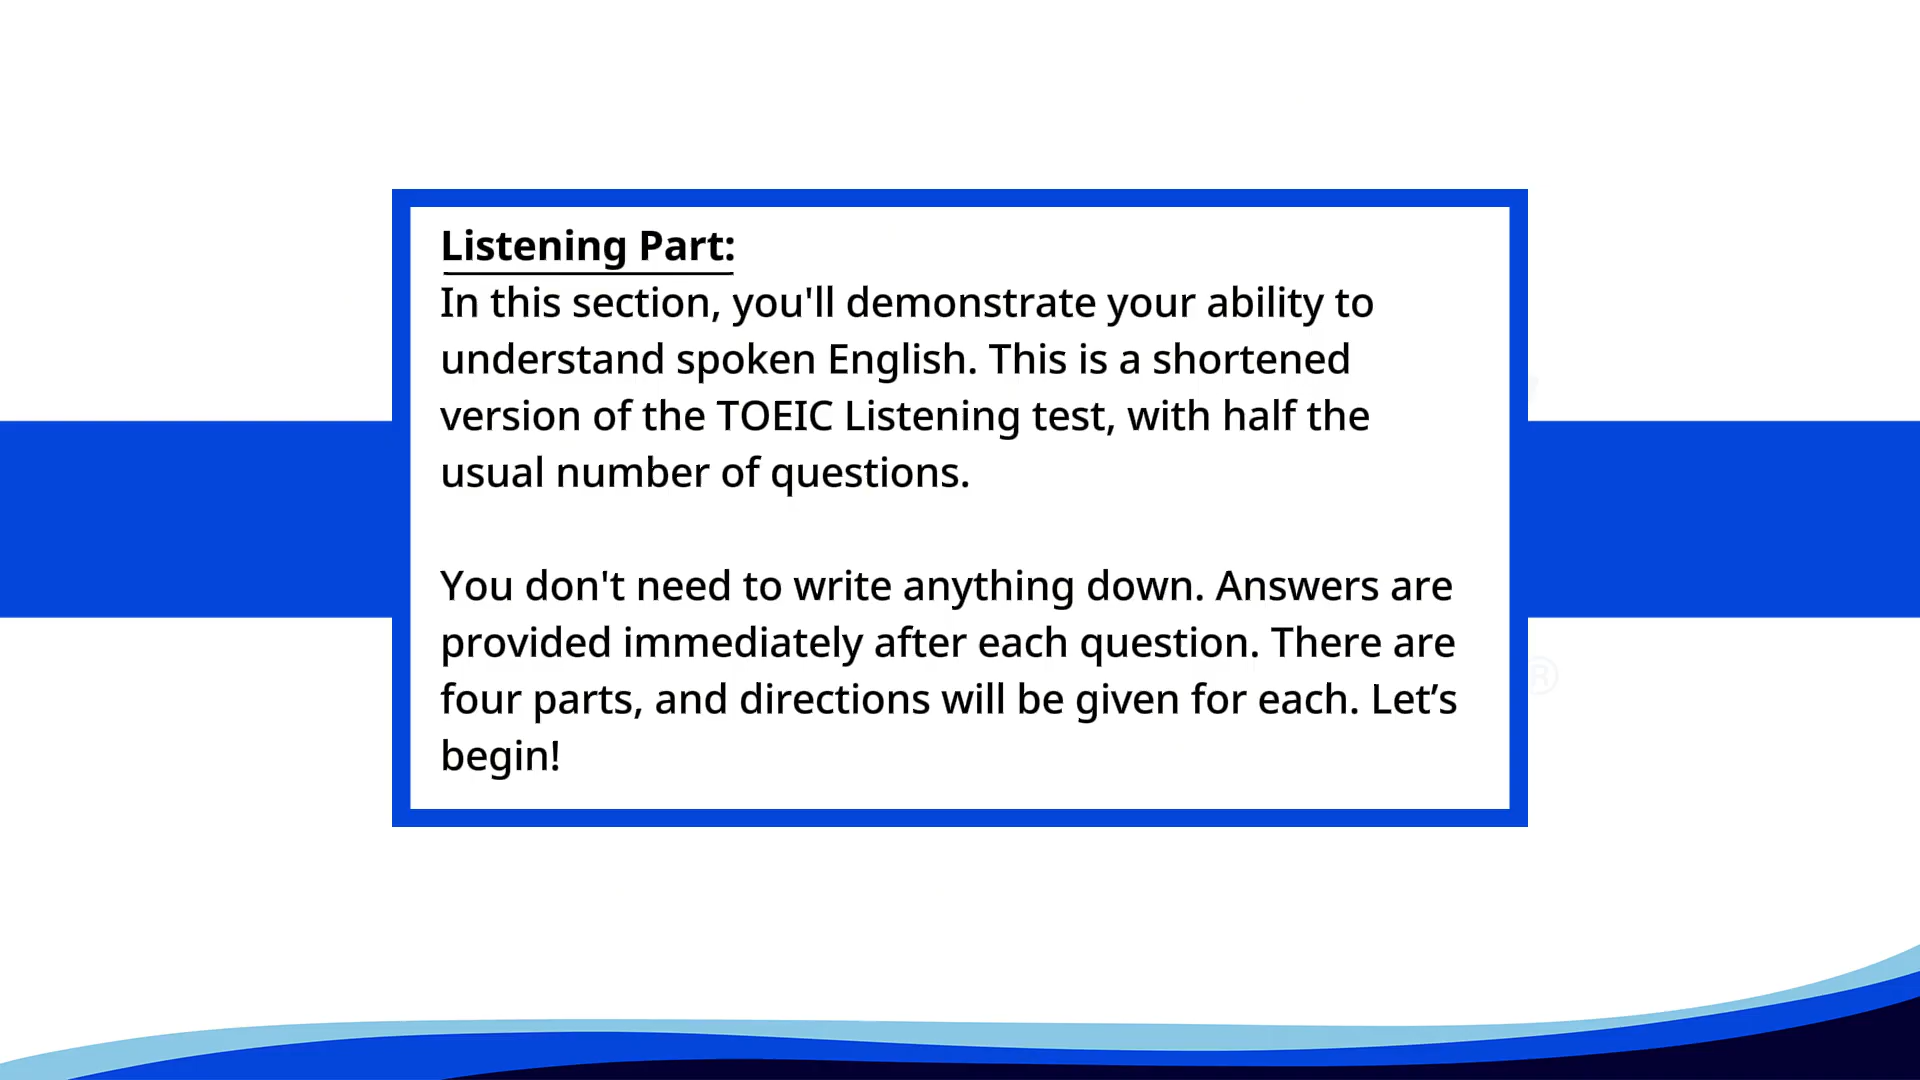 Listening Part:
In this section, you'll demonstrate your ability to
understand spoken English. This is a shortened
version of the TOEIC Listening test, with half the
usual number of questions.
You don't need to write anything down. Answers are
provided immediately after each question. There are
four parts, and directions will be given for each. Let’s
begin!
®